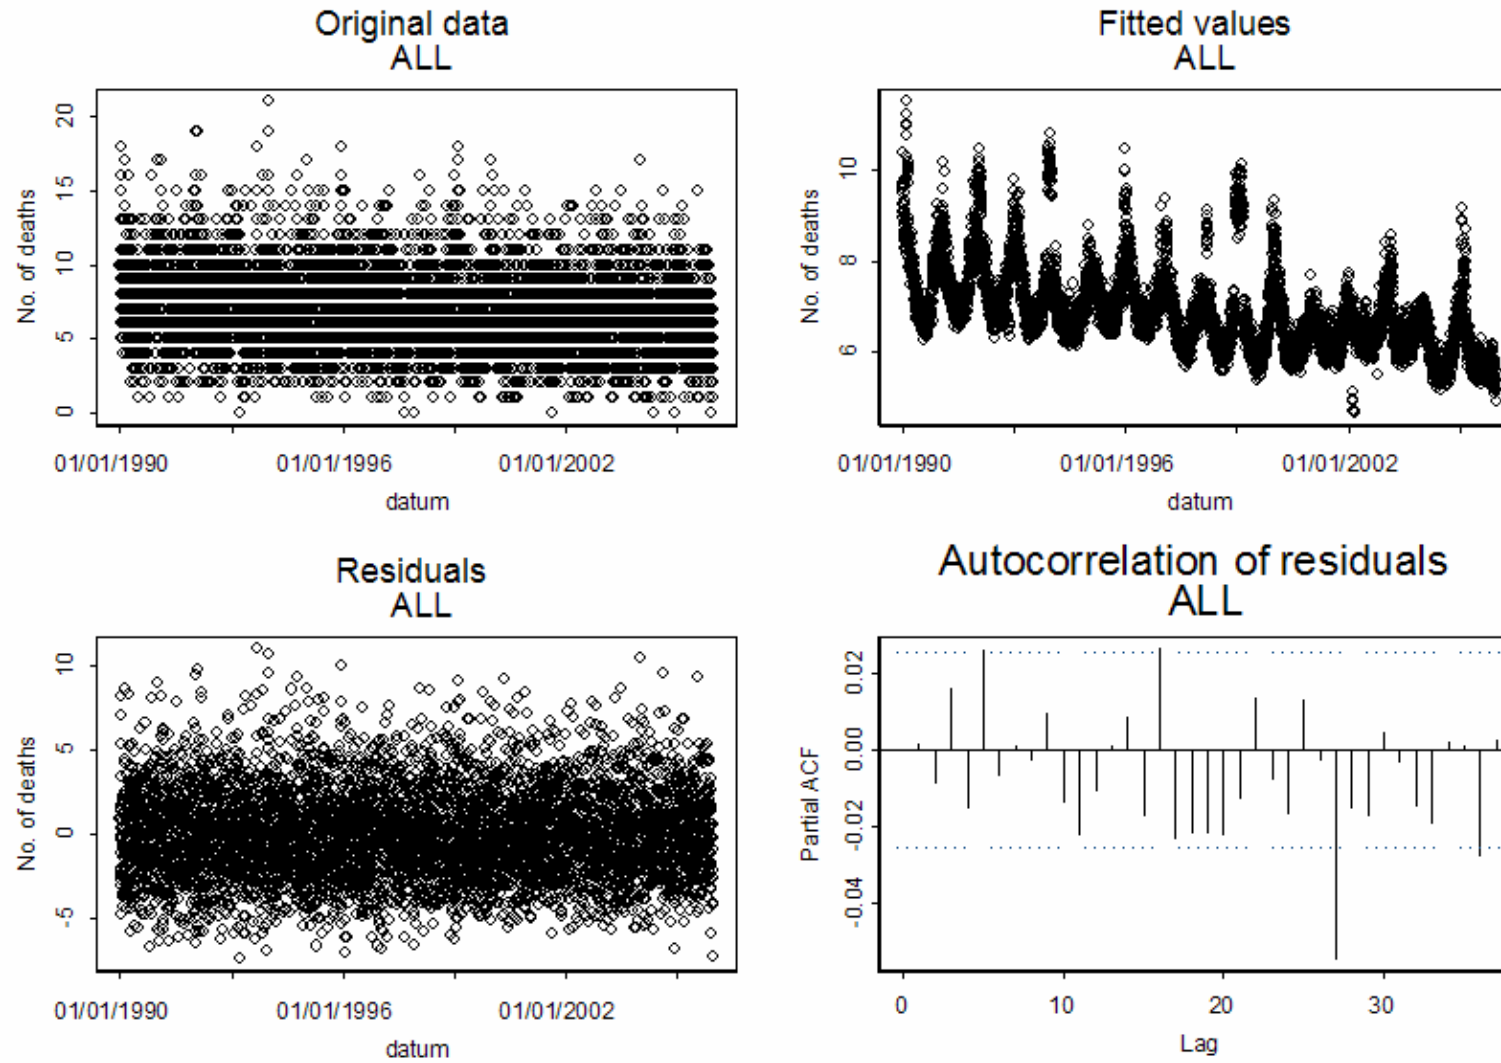 Original data
ALL
No. of deaths
20
15
10
5
0
01/01/1990
01/01/1996
01/01/2002
datum
Fitted values
ALL
No. of deaths
10
8
6
01/01/1990
01/01/1996
01/01/2002
datum
Residuals
ALL
No. of deaths
10
5
0
-5
01/01/1990
01/01/1996
01/01/2002
datum
Autocorrelation of residuals
ALL
Partial ACF
0.02
0.00
-0.02
-0.04
0
10
20
30
Lag